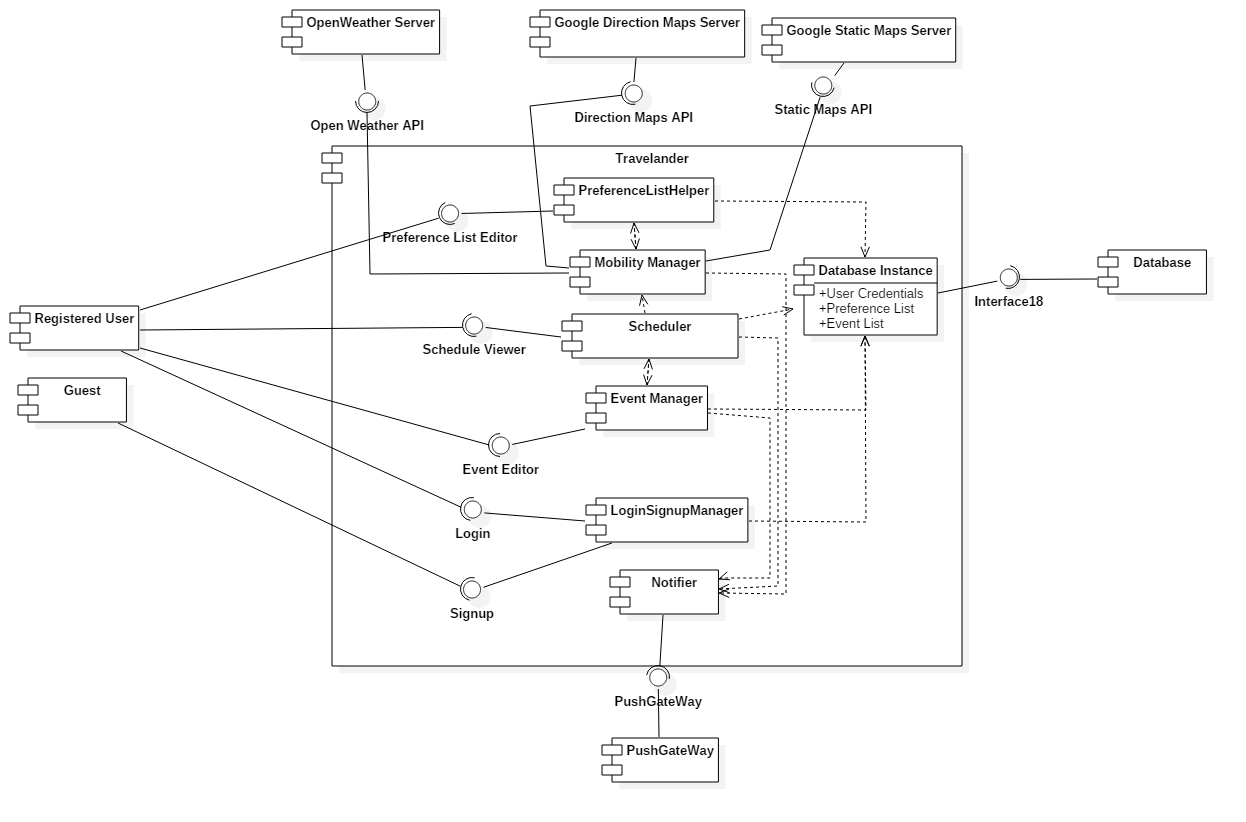 OpenWeather Server
Google Direction Maps Server
Google Static Maps Server
Open Weather API
Direction Maps API
Static Maps API
Travelander
PreferenceListHelper
Preference List Editor
Mobility Manager
Database Instance
+User Credentials
+Preference List
+Event List
Database
Interface18
Registered User
Scheduler
Schedule Viewer
Guest
Event Manager
Event Editor
LoginSignupManager
Login
Notifier
Signup
PushGateWay
PushGateWay